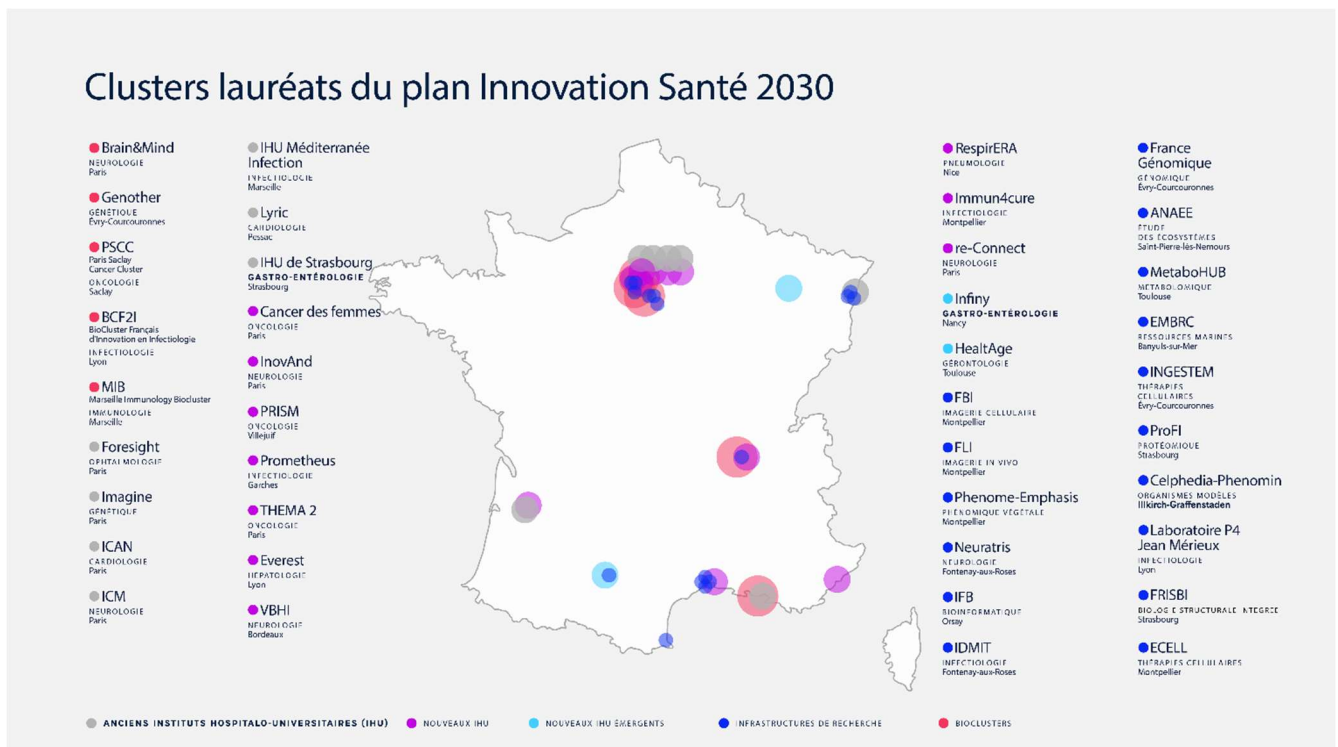 Clusters lauréats du plan Innovation Santé 2030
Brain&Mind
NEUROLOGIE
Paris
Genother
GÉNÉTIQUE
Évry-Courcouronnes
PSCC
Paris Saclay
Cancer Cluster
ONCOLOGIE
Saclay
BCF2I
BioCluster Français
d'Innovation en Infectiologie
INFECTIOLOGIE
Lyon
MIB
Marseille Immunology Biocluster
IMMUNOLOGIE
Marseille
Foresight
OPHTALMOLOGIE
Paris
Imagine
GÉNÉTIQUE
Paris
ICAN
CARDIOLOGIE
Paris
ICM
NEUROLOGIE
Paris
IHU Méditerranée
Infection
INFECTIOLOGIE
Marseille
Lyric
CARDIOLOGIE
Pessac
IHU de Strasbourg
GASTRO-ENTÉROLOGIE
Strasbourg
Cancer des femmes
ONCOLOGIE
Paris
InovAnd
NEUROLOGIE
Paris
PRISM
ONCOLOGIE
Villejuif
Prometheus
INFECTIOLOGIE
Garches
THEMA 2
ONCOLOGIE
Paris
Everest
HÉPATOLOGIE
Lyon
VBHI
NEUROLOGIE
Bordeaux
RespirERA
PNEUMOLOGIE
Nice
Immun4cure
INFECTIOLOGIE
Montpellier
re-Connect
NEUROLOGIE
Paris
Infiny
GASTRO-ENTÉROLOGIE
Nancy
HealtAge
GÉRONTOLOGIE
Toulouse
FBI
IMAGERIE CELLULAIRE
Montpellier
FLI
IMAGERIE IN VIVO
Montpellier
Phenome-Emphasis
PHÉNOMIQUE VÉGÉTALE
Montpellier
Neuratris
NEUROLOGIE
Fontenay-aux-Roses
IFB
BIOINFORMATIQUE
Orsay
IDMIT
INFECTIOLOGIE
Fontenay-aux-Roses
France
Génomique
GÉNOMIQUE
Évry-Courcouronnes
ANAEE
ÉTUDE
DES ÉCOSYSTÈMES
Saint-Pierre-lès-Nemours
MetaboHUB
MÉTABOLOMIQUE
Toulouse
EMBRC
RESSOURCES MARINES
Banyuls-sur-Mer
INGESTEM
THÉRAPIES
CELLULAIRES
Évry-Courcouronnes
ProFI
PROTÉOMIQUE
Strasbourg
Celphedia-Phenomin
ORGANISMES MODÈLES
Illkirch-Graffenstaden
Laboratoire P4
Jean Mérieux
INFECTIOLOGIE
Lyon
FRISBI
BIOLOGIE STRUCTURALE INTEGREE
Strasbourg
ECELL
THÉRAPIES CELLULAIRES
Montpellier
ANCIENS INSTITUTS HOSPITALO-UNIVERSITAIRES (IHU)
NOUVEAUX IHU
NOUVEAUX IHU ÉMERGENTS
INFRASTRUCTURES DE RECHERCHE
BIOCLUSTERS